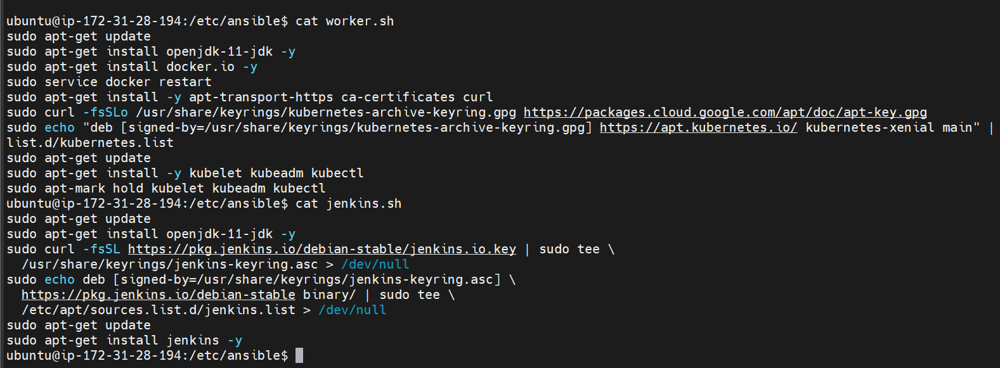 ubuntu@ip-172-31-28-194:/etc/ansible$ cat worker.sh
sudo apt-get update
sudo apt-get install openjdk-11-jdk -y
sudo apt-get install docker.io -y
sudo service docker restart
sudo apt-get install -y apt-transport-https ca-certificates curl
sudo curl -fsSLo /usr/share/keyrings/kubernetes-archive-keyring.gpg https://packages.cloud.google.com/apt/doc/apt-key.gpg
sudo echo "deb [signed-by=/usr/share/keyrings/kubernetes-archive-keyring.gpg] https://apt.kubernetes.io/ kubernetes-xenial main" |
list.d/kubernetes.list
sudo apt-get update
sudo apt-get install -y kubelet kubeadm kubectl
sudo apt-mark hold kubelet kubeadm kubectl
ubuntu@ip-172-31-28-194:/etc/ansible$ cat jenkins.sh
sudo apt-get update
sudo apt-get install openjdk-11-jdk -y
sudo curl -fsSL https://pkg.jenkins.io/debian-stable/jenkins.io.key | sudo tee \
  /usr/share/keyrings/jenkins-keyring.asc > /dev/null
sudo echo deb [signed-by=/usr/share/keyrings/jenkins-keyring.asc] \
  https://pkg.jenkins.io/debian-stable binary/ | sudo tee \
  /etc/apt/sources.list.d/jenkins.list > /dev/null
sudo apt-get update
sudo apt-get install jenkins -y
ubuntu@ip-172-31-28-194:/etc/ansible$